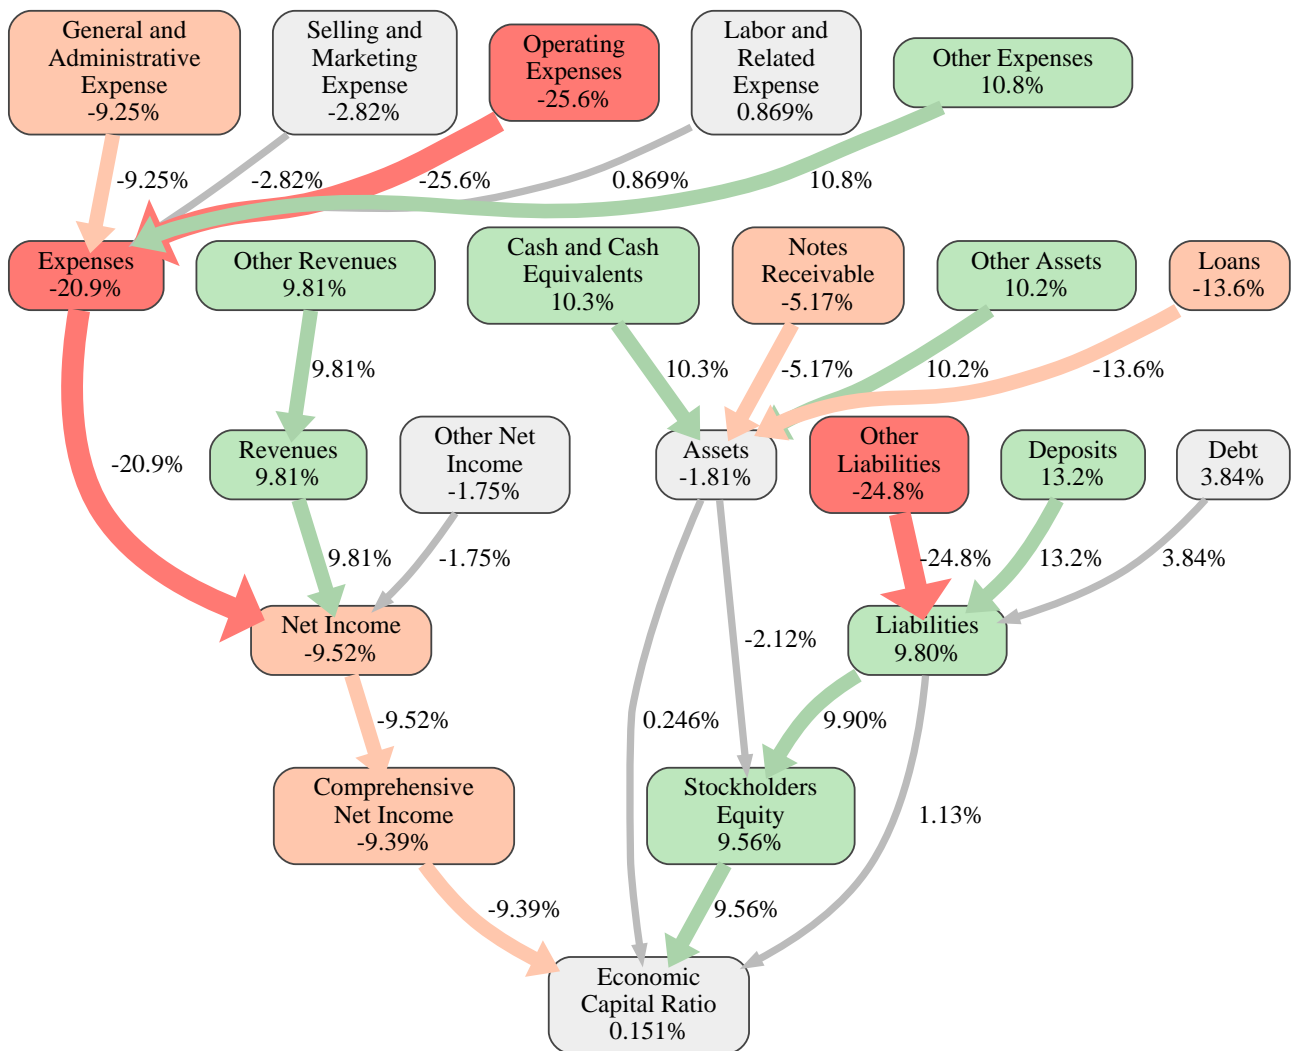 General and
Administrative
Expense
-9.25%
Selling and
Marketing
Expense
-2.82%
Operating
Expenses
-25.6%
Labor and
Related
Expense
0.869%
Other Expenses
10.8%
-9.25%
-2.82%
-25.6%
0.869%
10.8%
Expenses
-20.9%
Other Revenues
9.81%
Cash and Cash
Equivalents
10.3%
Notes
Receivable
-5.17%
Other Assets
10.2%
Loans
-13.6%
9.81%
10.3%
-5.17%
10.2%
-13.6%
-20.9%
Revenues
9.81%
Other Net
Income
-1.75%
Assets
-1.81%
Other
Liabilities
-24.8%
Deposits
13.2%
Debt
3.84%
9.81%
-1.75%
-24.8%
13.2%
3.84%
Net Income
-9.52%
-2.12%
Liabilities
9.80%
-9.52%
0.246%
9.90%
Comprehensive
Net Income
-9.39%
Stockholders
Equity
9.56%
1.13%
-9.39%
9.56%
Economic
Capital Ratio
0.151%